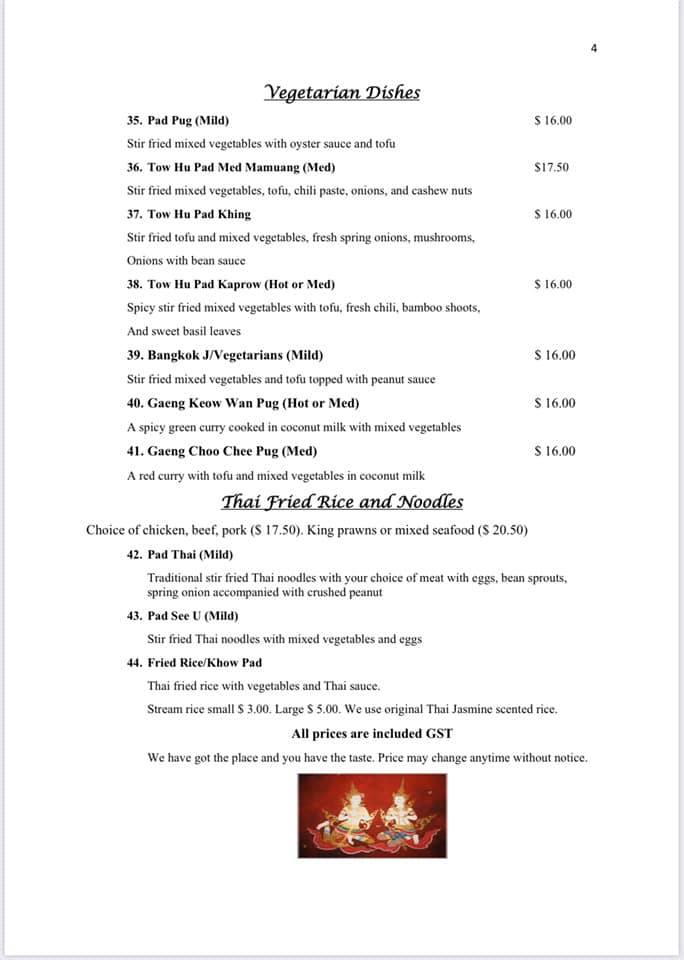 4
Vegetarian Dishes
35. Pad Pug (Mild) $ 16.00
Stir fried mixed vegetables with oyster sauce and tofu
36. Tow Hu Pad Med Mamuang (Med) $17.50
Stir fried mixed vegetables, tofu, chili paste, onions, and cashew nuts
37. Tow Hu Pad Khing $ 16.00
Stir fried tofu and mixed vegetables, fresh spring onions, mushrooms,
Onions with bean sauce
38. Tow Hu Pad Kaprow (Hot or Med) $ 16.00
Spicy stir fried mixed vegetables with tofu, fresh chili, bamboo shoots,
And sweet basil leaves
39. Bangkok J/Vegetarians (Mild) $ 16.00
Stir fried mixed vegetables and tofu topped with peanut sauce
40. Gaeng Keow Wan Pug (Hot or Med) $ 16.00
A spicy green curry cooked in coconut milk with mixed vegetables
41. Gaeng Choo Chee Pug (Med) $ 16.00
A red curry with tofu and mixed vegetables in coconut milk
Thai Fried Rice and Noodles
Choice of chicken, beef, pork ($ 17.50). King prawns or mixed seafood ($ 20.50)
42. Pad Thai (Mild)
Traditional stir fried Thai noodles with your choice of meat with eggs, bean sprouts,
spring onion accompanied with crushed peanut
43. Pad See U (Mild)
Stir fried Thai noodles with mixed vegetables and eggs
44. Fried Rice/Khow Pad
Thai fried rice with vegetables and Thai sauce.
Stream rice small $ 3.00. Large $ 5.00. We use original Thai Jasmine scented rice.
All prices are included GST
We have got the place and you have the taste. Price may change anytime without notice.